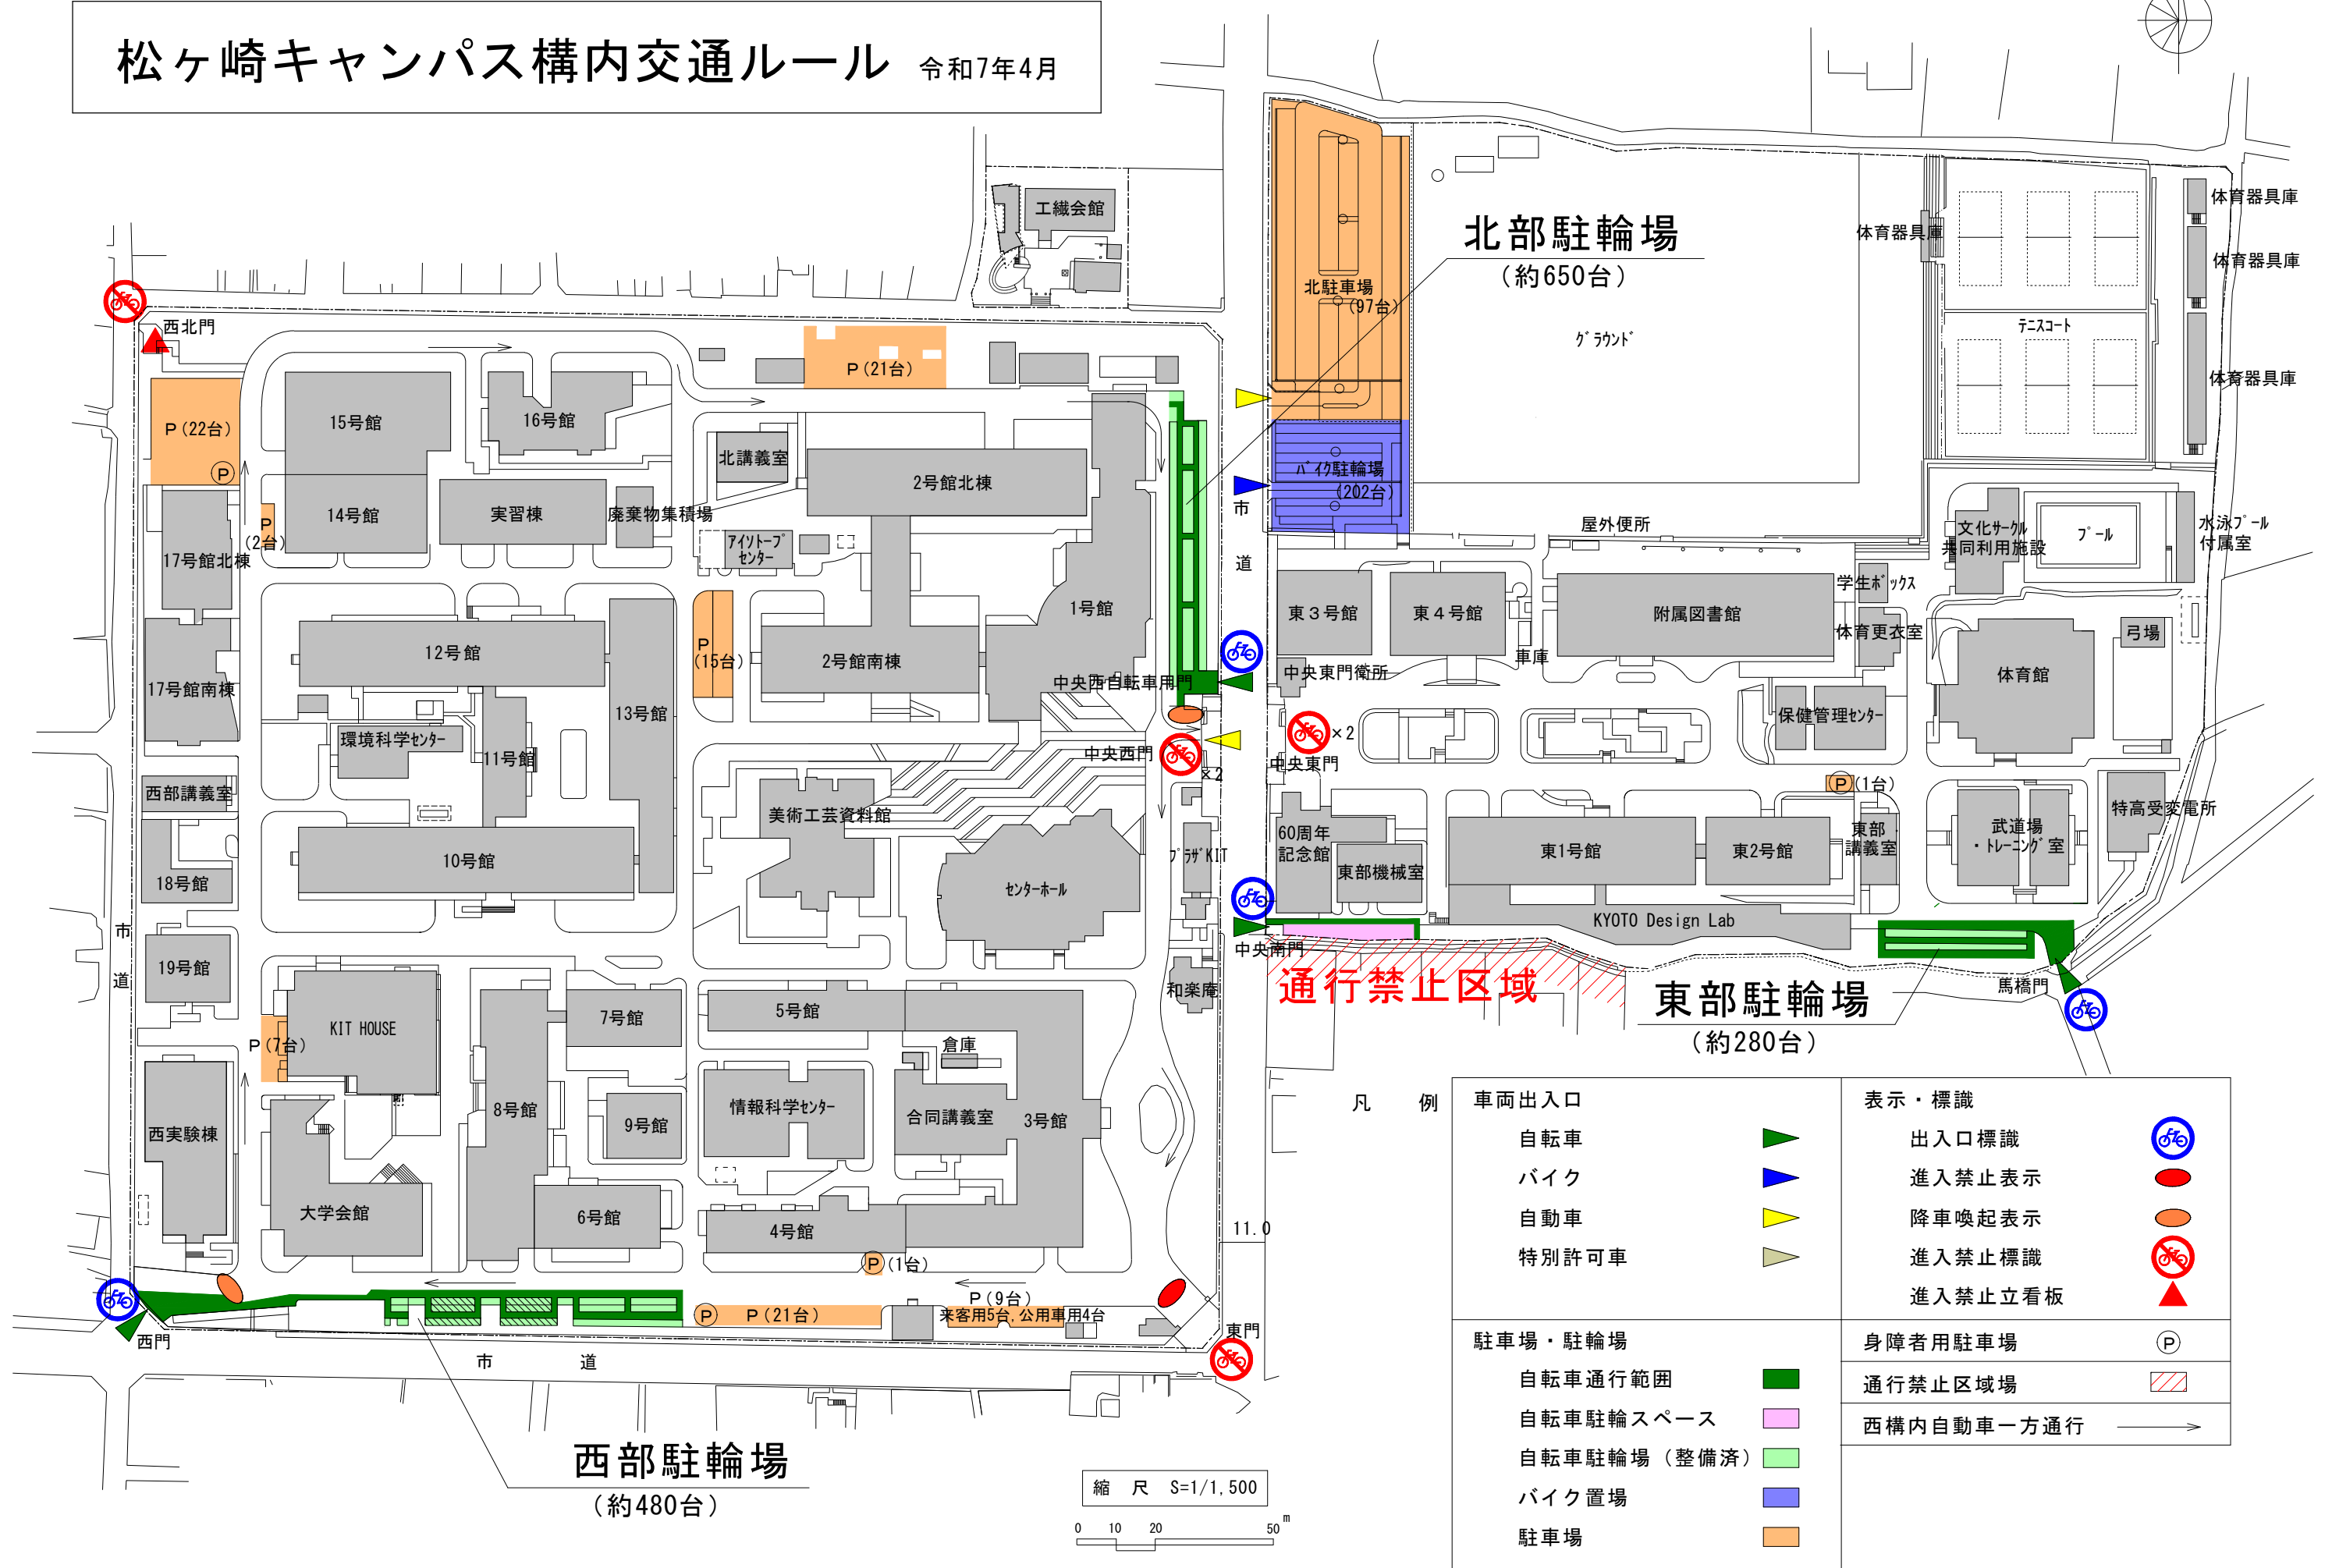 松ヶ崎キャンパス構内交通ルール 令和7年4月
工繊会館
北部駐輪場
(約650台)
北駐車場
(97台)
グラウンド
体育器具庫
テニスコート
体育器具庫
体育器具庫
体育器具庫
西北門
P(22台)
P
15号館
16号館
P(21台)
北講義室
2号館北棟
バイク駐輪場
(202台)
市
道
屋外便所
文化サークル
共同利用施設
プール
水泳プール
付属室
17号館北棟
P
(2台)
14号館
実習棟
廃棄物集積場
アイソトープ
センター
1号館
東3号館
東4号館
車庫
附属図書館
学生ボックス
体育更衣室
体育館
弓場
17号館南棟
12号館
13号館
P
(15台)
2号館南棟
中央西自転車用門
中央東門衛所
保健管理センター
環境科学センター
11号館
中央西門
×2
×2
中央東門
P(1台)
西部講義室
18号館
10号館
美術工芸資料館
センターホール
プラザKIT
60周年
記念館
東部機械室
東1号館
東2号館
東部
講義室
武道場
・トレーニング室
特高受変電所
KYOTO Design Lab
市
道
19号館
中央南門
通行禁止区域
和楽庵
馬橋門
東部駐輪場
(約280台)
P(7台)
KIT HOUSE
7号館
5号館
倉庫
西実験棟
8号館
9号館
情報科学センター
合同講義室
3号館
大学会館
6号館
4号館
P(1台)
11.0
P
P(21台)
P(9台)
来客用5台,公用車用4台
西門
東門
市 道
西部駐輪場
(約480台)
縮 尺 S=1/1,500
0 10 20 50 m
凡 例
車両出入口
自転車
バイク
自動車
特別許可車
表示・標識
出入口標識
進入禁止表示
降車喚起表示
進入禁止標識
進入禁止立看板
駐車場・駐輪場
自転車通行範囲
自転車駐輪スペース
自転車駐輪場(整備済)
バイク置場
駐車場
身障者用駐車場 P
通行禁止区域場
西構内自動車一方通行